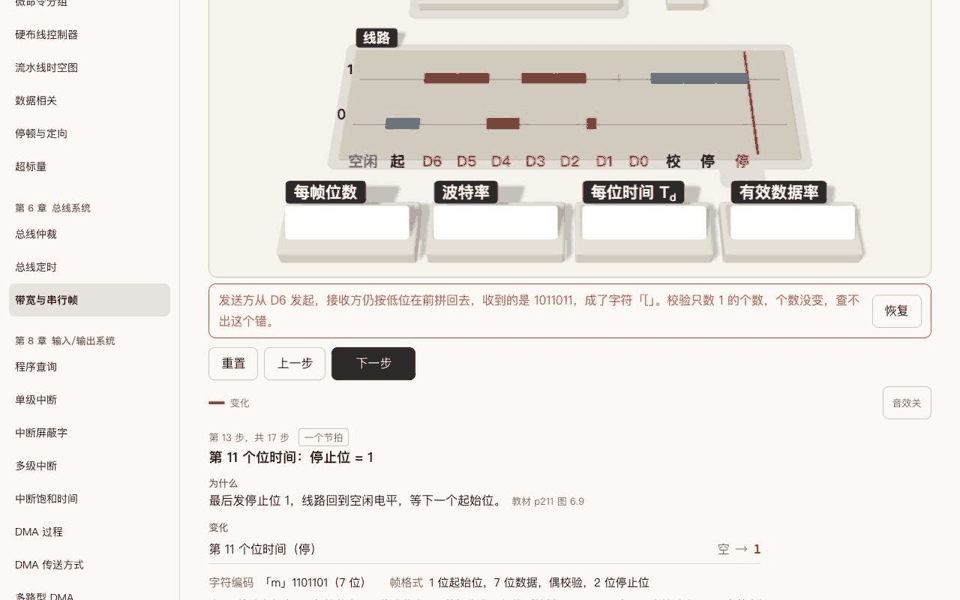 微命令分组
硬布线控制器
流水线时空图
数据相关
停顿与定向
超标量
第 6 章 总线系统
总线仲裁
总线定时
带宽与串行帧
第 8 章 输入/输出系统
程序查询
单级中断
中断屏蔽字
多级中断
中断饱和时间
DMA 过程
DMA 传送方式
多路型 DMA
线路
1
0
空闲 起 D6 D5 D4 D3 D2 D1 D0 校 停 停
每帧位数 波特率 每位时间 Td 有效数据率
发送方从 D6 发起，接收方仍按低位在前拼回去，收到的是 1011011，成了字符「[」。校验只数 1 的个数，个数没变，查不
出这个错。
恢复
重置 上一步 下一步
变化
音效关
第 13 步，共 17 步 一个节拍
第 11 个位时间：停止位 = 1
为什么
最后发停止位 1，线路回到空闲电平，等下一个起始位。 教材 p211 图 6.9
变化
第 11 个位时间（停） 空 → 1
字符编码 「m」1101101（7 位） 帧格式 1 位起始位，7 位数据，偶校验，2 位停止位